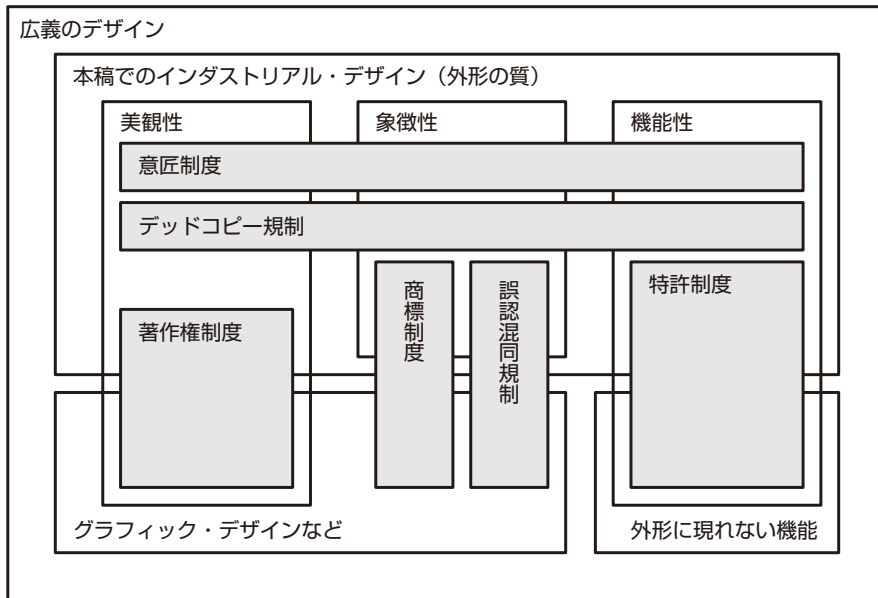 広義のデザイン
本稿でのインダストリアル・デザイン（外形の質）
美観性
象徴性
機能性
意匠制度
デッドコピー規制
商標制度
誤認混同規制
特許制度
著作権制度
グラフィック・デザインなど
外形に現れない機能